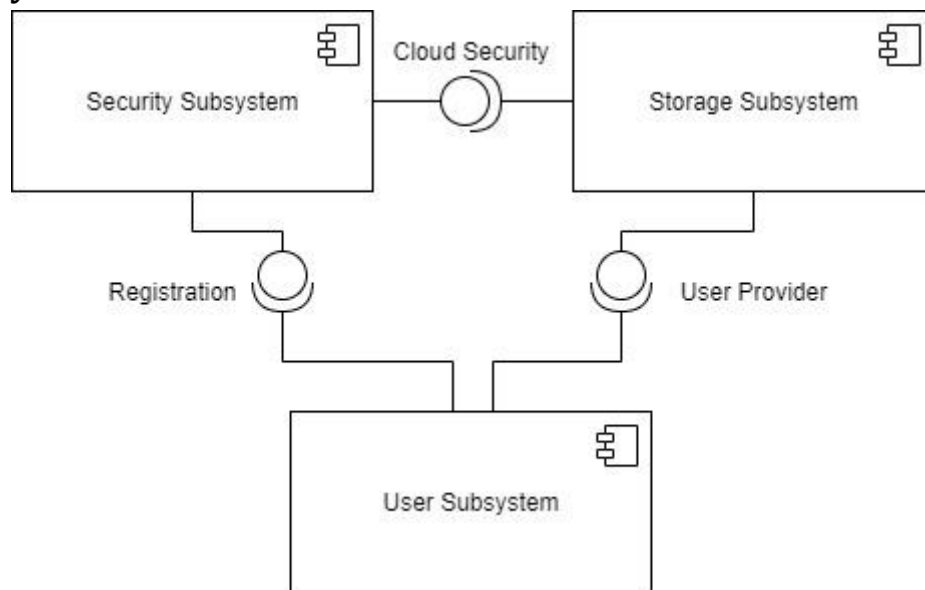 Cloud Security
Security Subsystem
Storage Subsystem
Registration
User Provider
User Subsystem